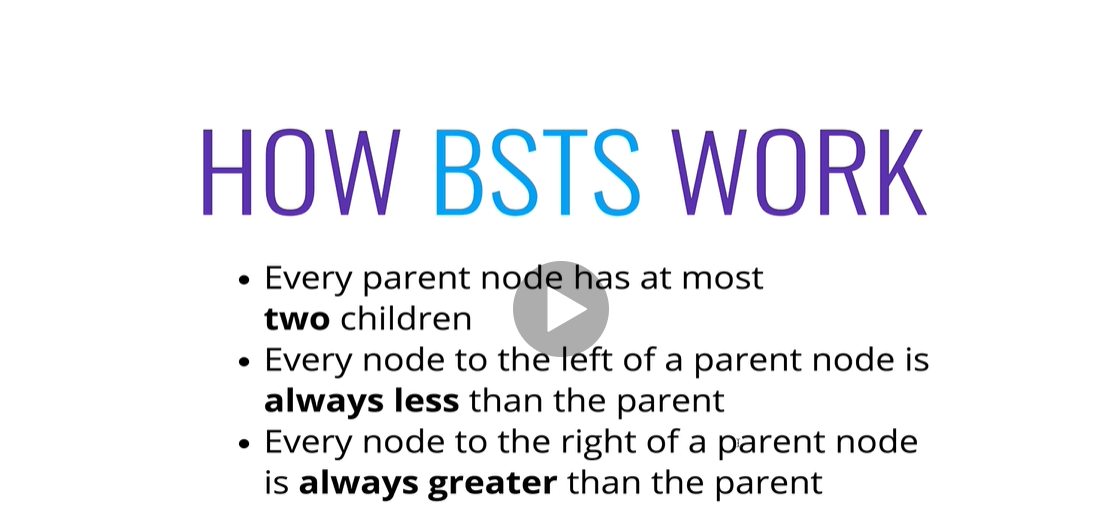 HOW BSTS WORK
• Every parent node has at most
two children
• Every node to the left of a parent node is
always less than the parent
• Every node to the right of a parent node
is always greater than the parent